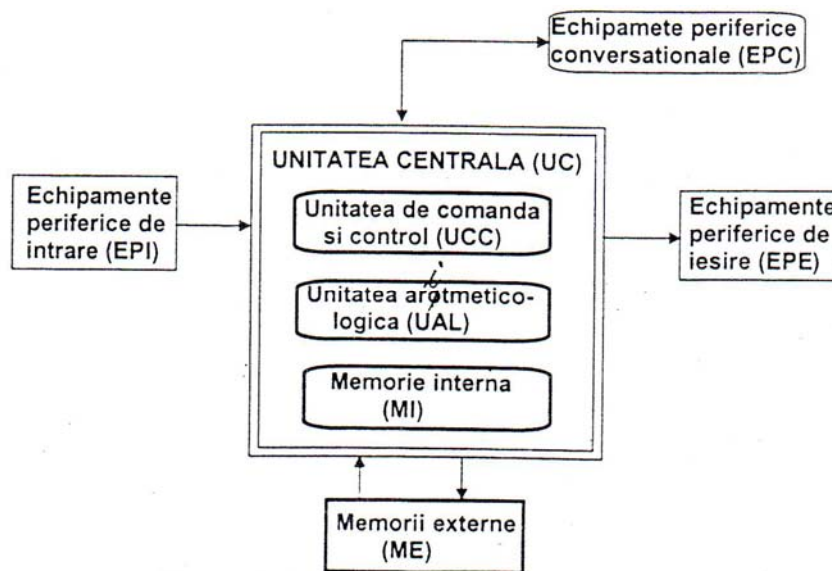 Echipamete periferice
conversationale (EPC)
UNITATEA CENTRALA (UC)
Echipamente
periferice de
intrare (EPI)
Unitatea de comanda
si control (UCC)
Echipamente
periferice de
iesire (EPE)
Unitatea arotmetico-
logica (UAL)
Memorie interna
(MI)
Memorii externe
(ME)